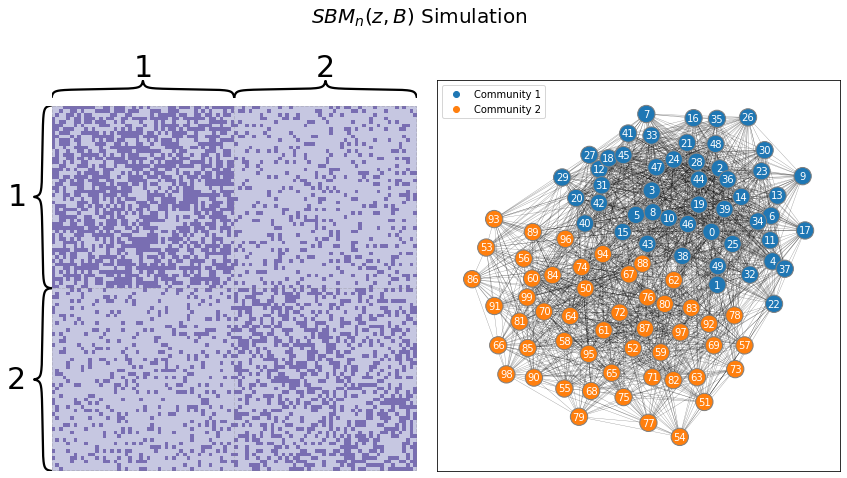 SBMₙ(z, B) Simulation
1 2
1
2
Community 1
Community 2
7 16 35 26
41 33
21 48
27 18 45 30
47 24 28 2 23
12
29 31 44 36 9
20 42 3 14 13
19 39
93 5 8 10 34 6
40 15 46 0 17
89 96 43 25 11
53 94 38
56 74 88 49 4 37
86 60 84 67 62 32
50 1
99 76 22
91 70 64 72 80 83 78
81 61 87 97 92
66 85 58 52 59 69 57
95
98 90 65 71 82 63 73
55 68 75 51
79 77
54